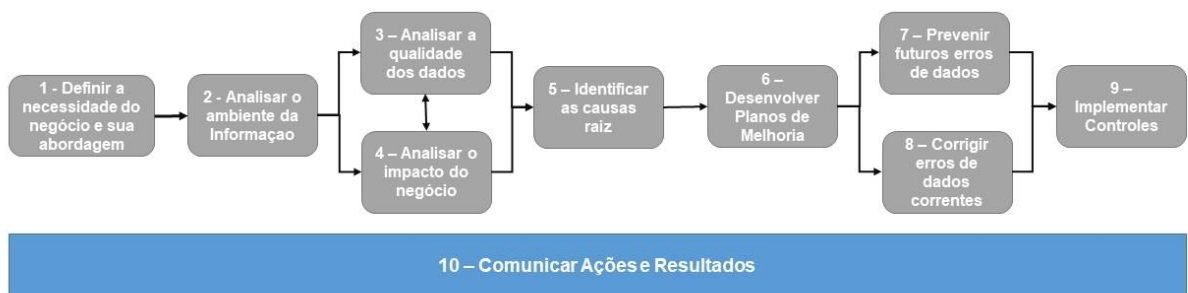 1 - Definir a
necessidade do
negócio e sua
abordagem
2 - Analisar o
ambiente da
Informaçao
3 – Analisar a
qualidade
dos dados
4 – Analisar o
impacto do
negócio
5 – Identificar
as causas
raiz
6 –
Desenvolver
Planos de
Melhoria
7 – Prevenir
futuros erros
de dados
8 – Corrigir
erros de
dados
correntes
9 –
Implementar
Controles
10 – Comunicar Ações e Resultados